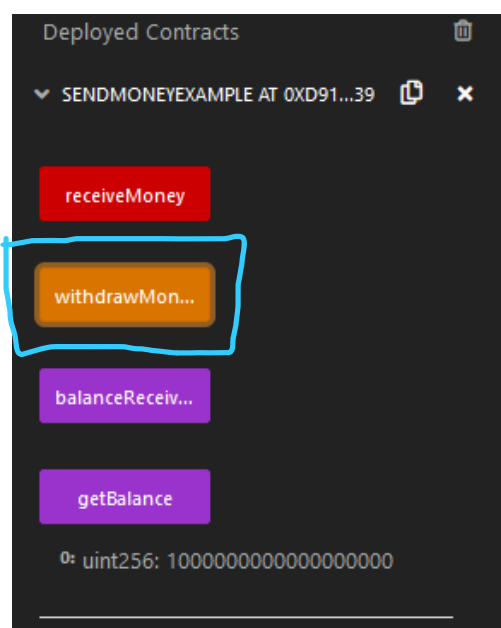 Deployed Contracts
SENDMONEYEXAMPLE AT 0XD91...39
receiveMoney
withdrawMon...
balanceReceiv...
getBalance
0: uint256: 1000000000000000000